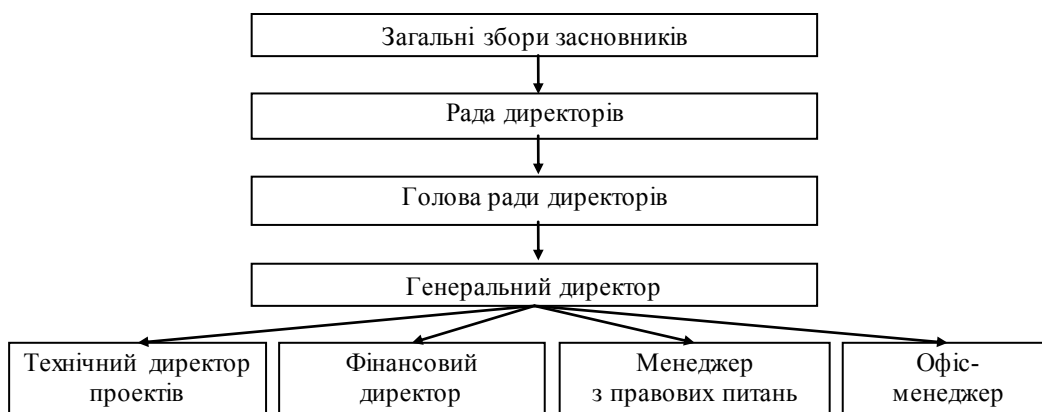 Загальні збори засновників
Рада директорів
Голова ради директорів
Генеральний директор
Технічний директор
проектів
Фінансовий
директор
Менеджер
з правових питань
Офіс-
менеджер